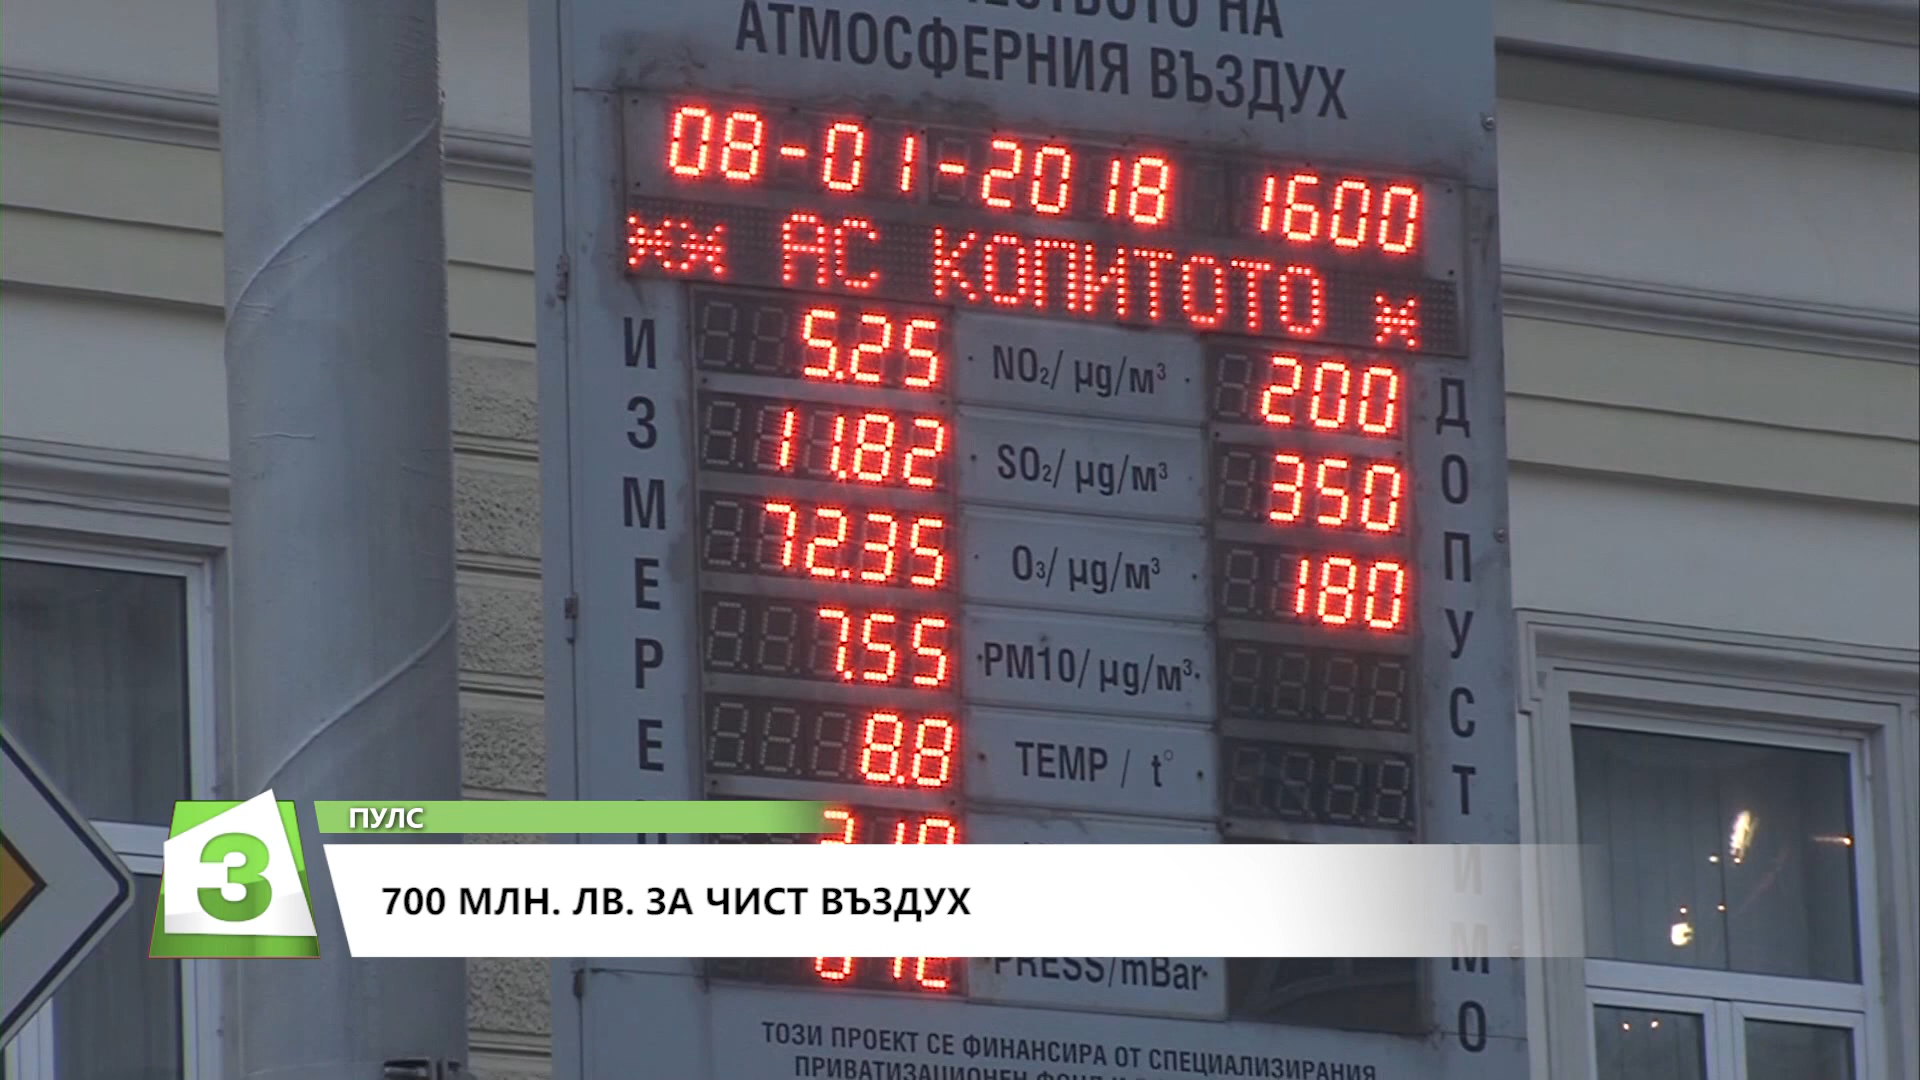 НА
АТМОСФЕРНИЯ ВЪЗДУХ
08-01-2018 1600
АС КОПИТОТО
ИЗМЕРЕ
ДОПУСТИМО
5.25 NO₂/ µg/м³ 200
11.82 SO₂/ µg/м³ 350
72.35 O₃/ µg/м³ 180
7.55 PM10/ µg/м³
8.8 TEMP / t°
PRESS/mBar
ТОЗИ ПРОЕКТ СЕ ФИНАНСИРА ОТ СПЕЦИАЛИЗИРАНИЯ
ПРИВАТИЗАЦИОНЕН
3
ПУЛС
700 МЛН. ЛВ. ЗА ЧИСТ ВЪЗДУХ